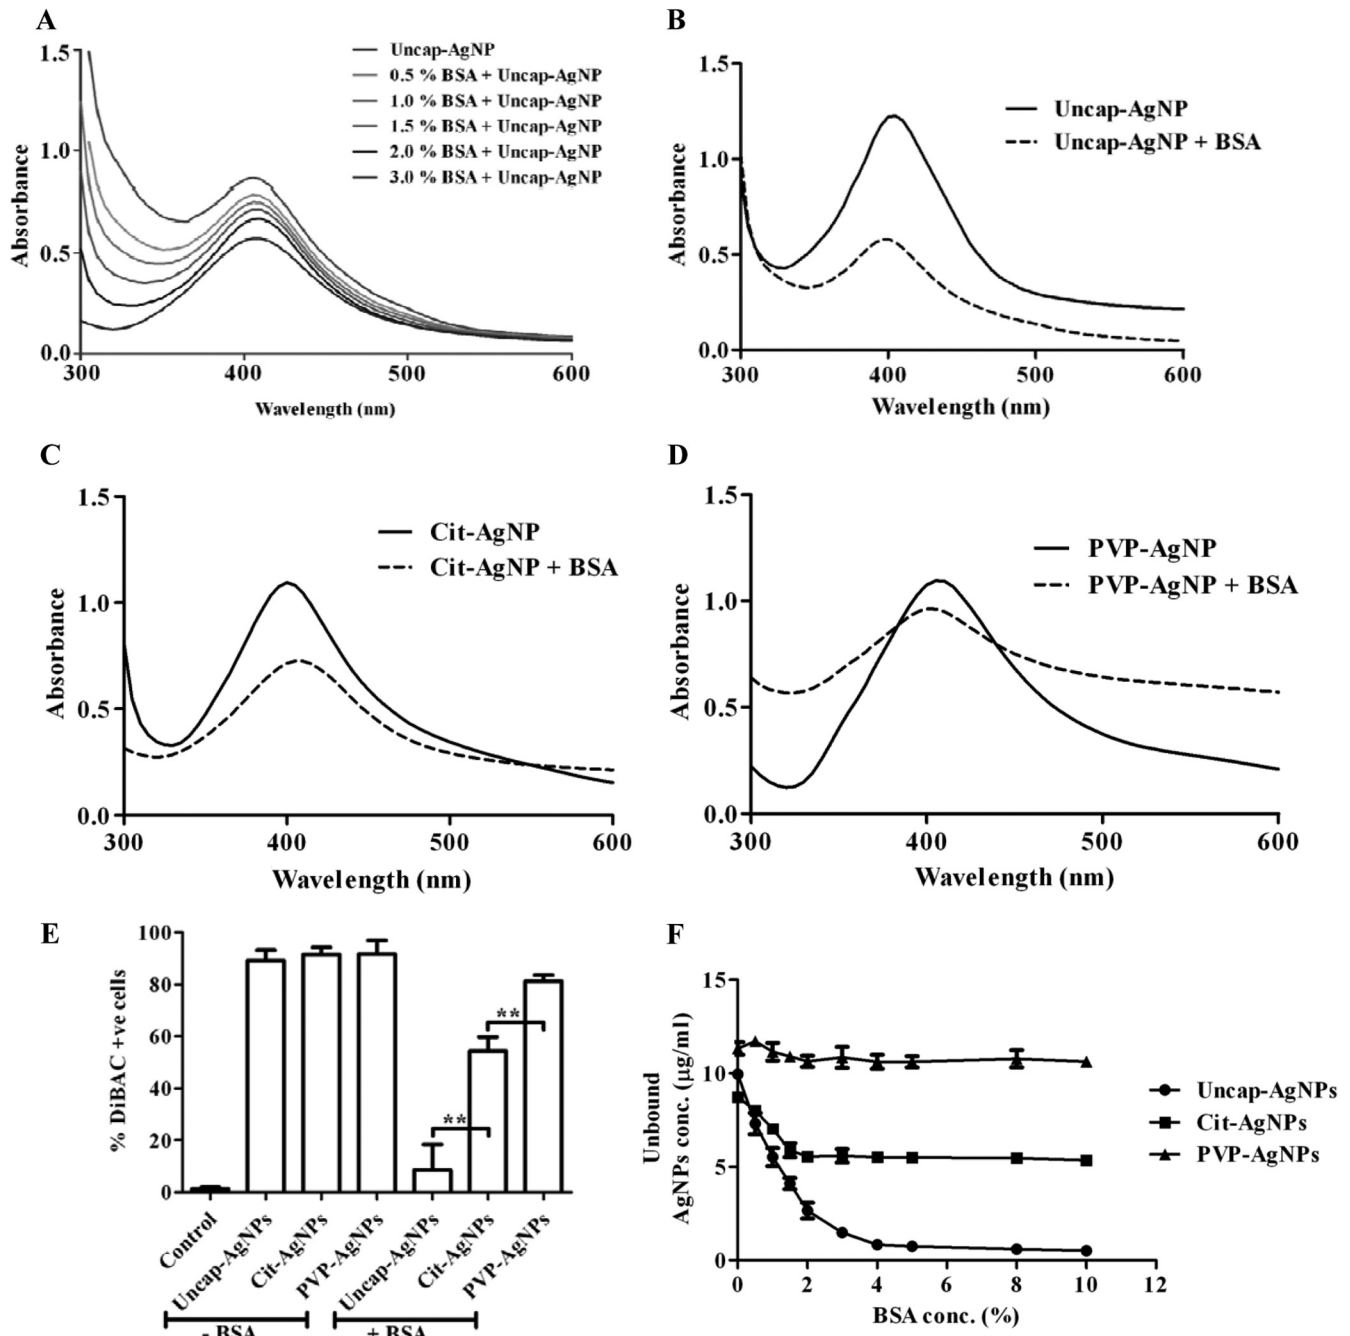 A
1.5
1.0
0.5
0.0
300
400
500
600
Absorbance
Wavelength (nm)
Uncap-AgNP
0.5 % BSA + Uncap-AgNP
1.0 % BSA + Uncap-AgNP
1.5 % BSA + Uncap-AgNP
2.0 % BSA + Uncap-AgNP
3.0 % BSA + Uncap-AgNP
B
1.5
1.0
0.5
0.0
300
400
500
600
Absorbance
Wavelength (nm)
Uncap-AgNP
Uncap-AgNP + BSA
C
1.5
1.0
0.5
0.0
300
400
500
600
Absorbance
Wavelength (nm)
Cit-AgNP
Cit-AgNP + BSA
D
1.5
1.0
0.5
0.0
300
400
500
600
Absorbance
Wavelength (nm)
PVP-AgNP
PVP-AgNP + BSA
E
100
80
60
40
20
0
% DiBAC +ve cells
**
**
Control
Uncap-AgNPs
Cit-AgNPs
PVP-AgNPs
Uncap-AgNPs
Cit-AgNPs
PVP-AgNPs
- BSA
+ BSA
F
15
10
5
0
0
2
4
6
8
10
12
Unbound
AgNPs conc. (µg/ml)
BSA conc. (%)
Uncap-AgNPs
Cit-AgNPs
PVP-AgNPs